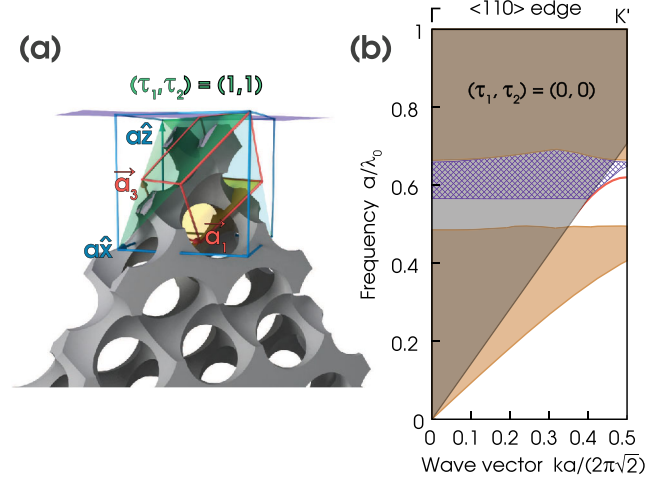 (a)
(τ₁, τ₂) = (1,1)
aẑ
a⃗₃
a⃗₁
ax̂
(b)
Γ <110> edge K'
(τ₁, τ₂) = (0, 0)
Frequency a/λ₀
1
0.8
0.6
0.4
0.2
0
0 0.1 0.2 0.3 0.4 0.5
Wave vector ka/(2π√2)